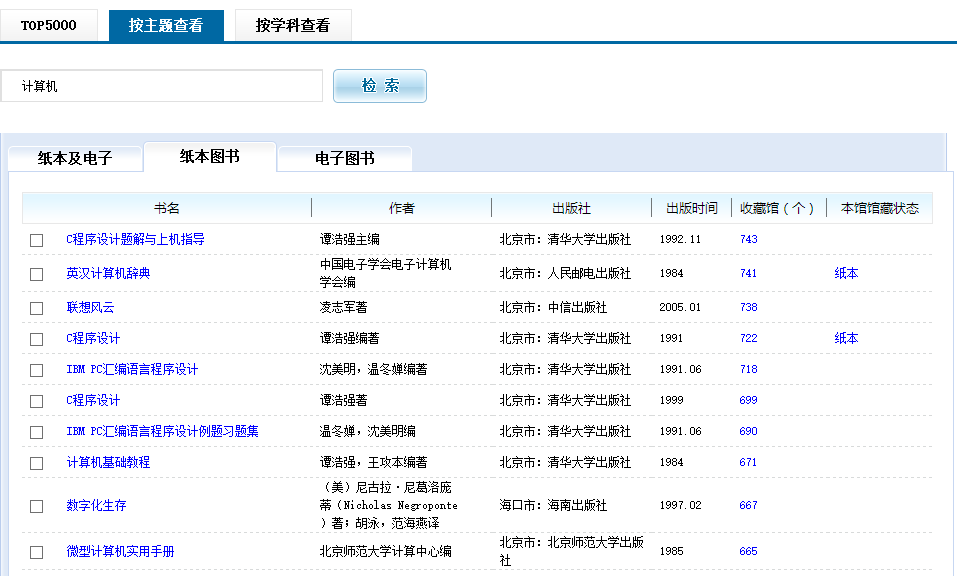 TOP5000 按主题查看 按学科查看
计算机 检 索
纸本及电子 纸本图书 电子图书
书名 作者 出版社 出版时间 收藏馆（个） 本馆馆藏状态
C程序设计题解与上机指导 谭浩强主编 北京市：清华大学出版社 1992.11 743
英汉计算机辞典 中国电子学会电子计算机
学会编 北京市：人民邮电出版社 1984 741 纸本
联想风云 凌志军著 北京市：中信出版社 2005.01 738
C程序设计 谭浩强编著 北京市：清华大学出版社 1991 722 纸本
IBM PC汇编语言程序设计 沈美明，温冬婵编著 北京市：清华大学出版社 1991.06 718
C程序设计 谭浩强著 北京市：清华大学出版社 1999 699
IBM PC汇编语言程序设计例题习题集 温冬婵，沈美明编 北京市：清华大学出版社 1991.06 690
计算机基础教程 谭浩强，王攻本编著 北京市：清华大学出版社 1984 671
数字化生存 （美）尼古拉·尼葛洛庞
蒂（Nicholas Negroponte
）著；胡泳，范海燕译 海口市：海南出版社 1997.02 667
微型计算机实用手册 北京师范大学计算中心编 北京市：北京师范大学出版
社 1985 665